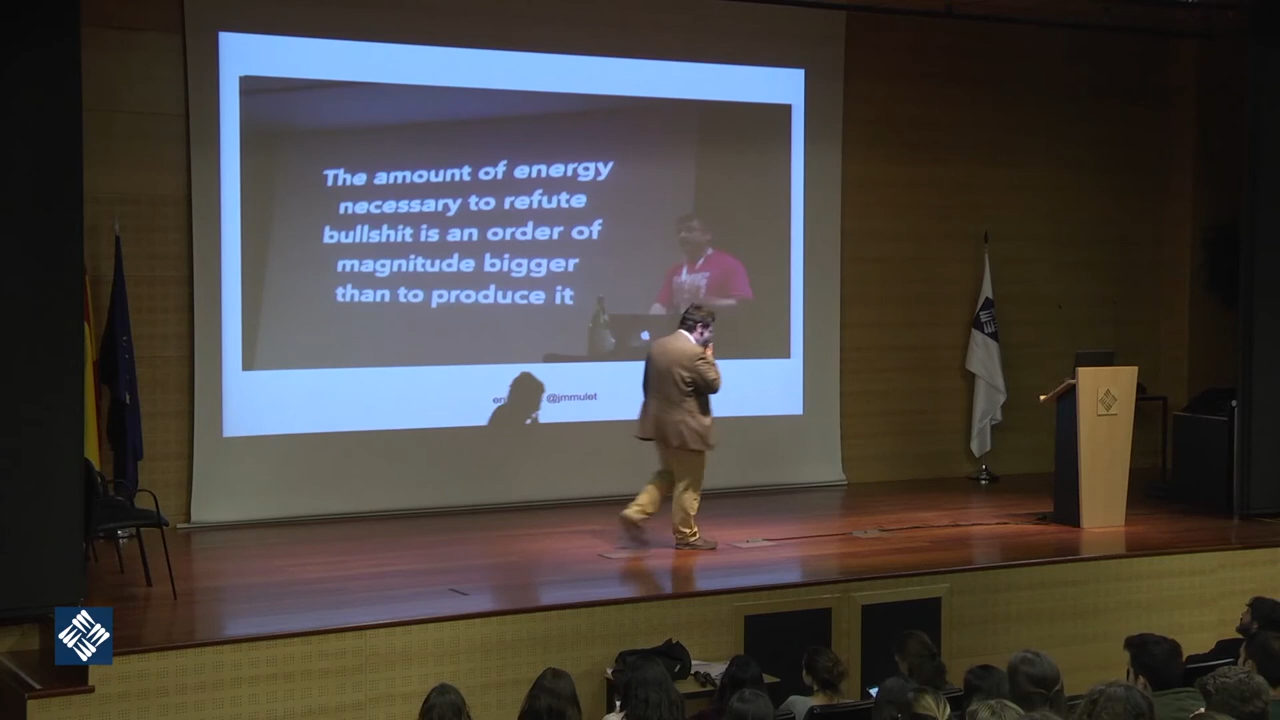 The amount of energy
necessary to refute
bullshit is an order of
magnitude bigger
than to produce it
@jmmulet